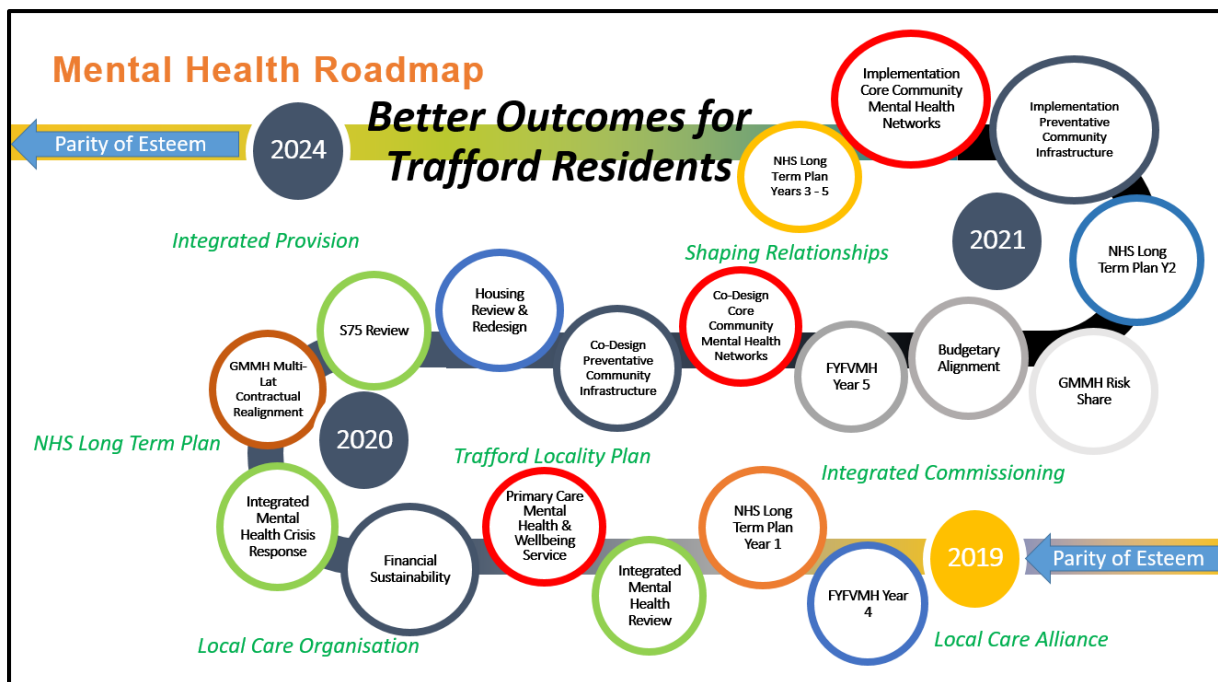 Mental Health Roadmap
Better Outcomes for
Trafford Residents
Parity of Esteem
2024
NHS Long
Term Plan
Years 3 - 5
Implementation
Core Community
Mental Health
Networks
Implementation
Preventative
Community
Infrastructure
Integrated Provision
Shaping Relationships
2021
NHS Long
Term Plan Y2
S75 Review
Housing
Review &
Redesign
Co-Design
Preventative
Community
Infrastructure
Co-Design
Core
Community
Mental Health
Networks
FYFVMH
Year 5
Budgetary
Alignment
GMMH Risk
Share
GMMH Multi-
Lat
Contractual
Realignment
2020
NHS Long Term Plan
Trafford Locality Plan
Integrated Commissioning
Integrated
Mental
Health Crisis
Response
Financial
Sustainability
Primary Care
Mental
Health &
Wellbeing
Service
Integrated
Mental
Health
Review
NHS Long
Term Plan
Year 1
FYFVMH Year
4
2019
Parity of Esteem
Local Care Organisation
Local Care Alliance